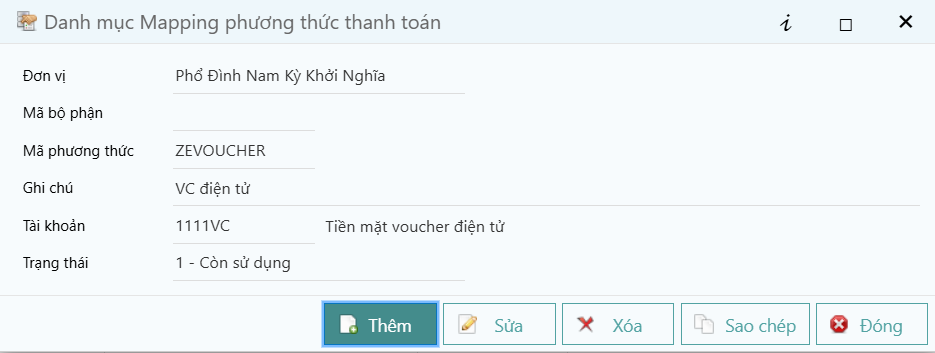 Danh mục Mapping phương thức thanh toán
Đơn vị Phổ Đình Nam Kỳ Khởi Nghĩa
Mã bộ phận
Mã phương thức ZEVOUCHER
Ghi chú VC điện tử
Tài khoản 1111VC Tiền mặt voucher điện tử
Trạng thái 1 - Còn sử dụng
Thêm Sửa Xóa Sao chép Đóng